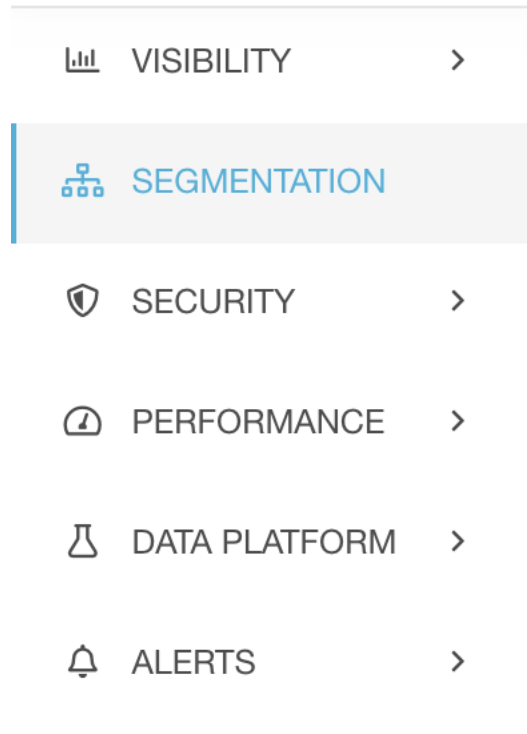 VISIBILITY
SEGMENTATION
SECURITY
PERFORMANCE
DATA PLATFORM
ALERTS